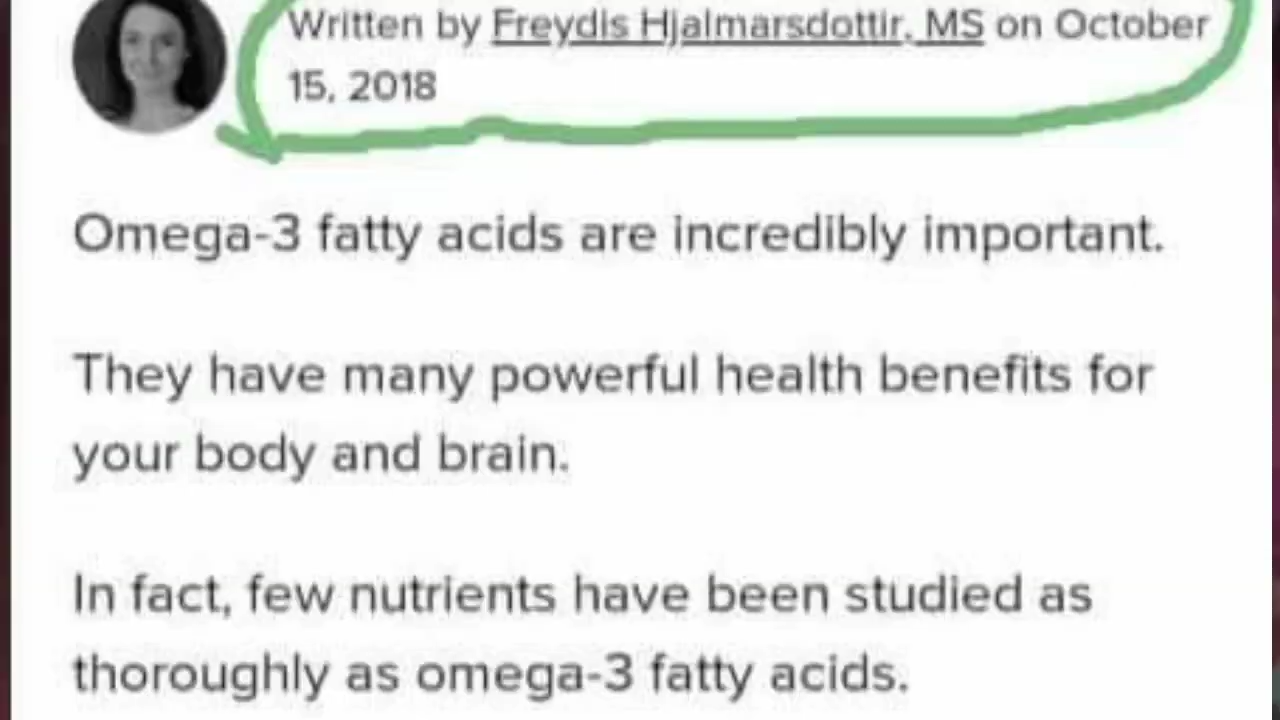 Written by Freydis Hjalmarsdottir, MS on October
15, 2018
Omega-3 fatty acids are incredibly important.
They have many powerful health benefits for
your body and brain.
In fact, few nutrients have been studied as
thoroughly as omega-3 fatty acids.